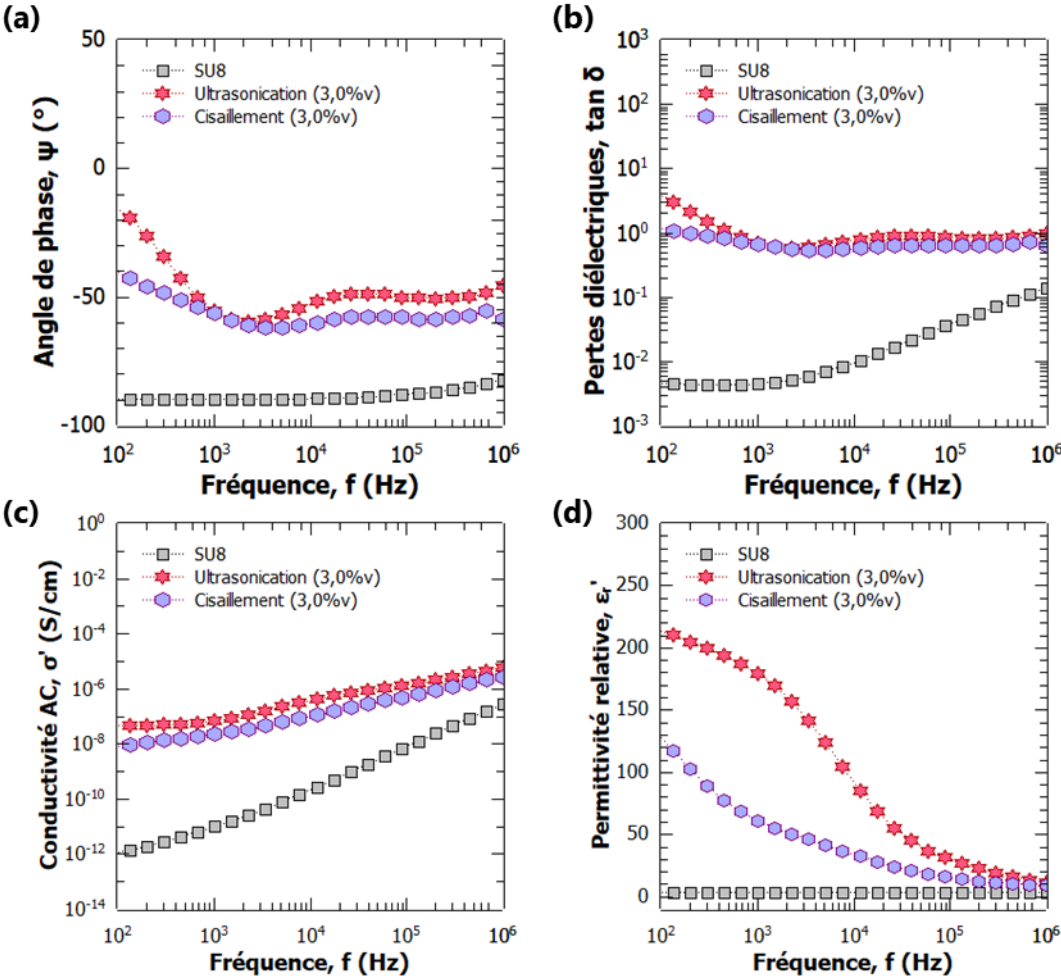 (a)
50
0
-50
-100
Angle de phase, Ψ (°)
SU8
Ultrasonication (3,0%v)
Cisaillement (3,0%v)
10² 10³ 10⁴ 10⁵ 10⁶
Fréquence, f (Hz)
(b)
10³
10²
10¹
10⁰
10⁻¹
10⁻²
10⁻³
Pertes diélectriques, tan δ
SU8
Ultrasonication (3,0%v)
Cisaillement (3,0%v)
10² 10³ 10⁴ 10⁵ 10⁶
Fréquence, f (Hz)
(c)
10⁰
10⁻²
10⁻⁴
10⁻⁶
10⁻⁸
10⁻¹⁰
10⁻¹²
10⁻¹⁴
Conductivité AC, σ' (S/cm)
SU8
Ultrasonication (3,0%v)
Cisaillement (3,0%v)
10² 10³ 10⁴ 10⁵ 10⁶
Fréquence, f (Hz)
(d)
300
250
200
150
100
50
0
Permittivité relative, εᵣ'
SU8
Ultrasonication (3,0%v)
Cisaillement (3,0%v)
10² 10³ 10⁴ 10⁵ 10⁶
Fréquence, f (Hz)